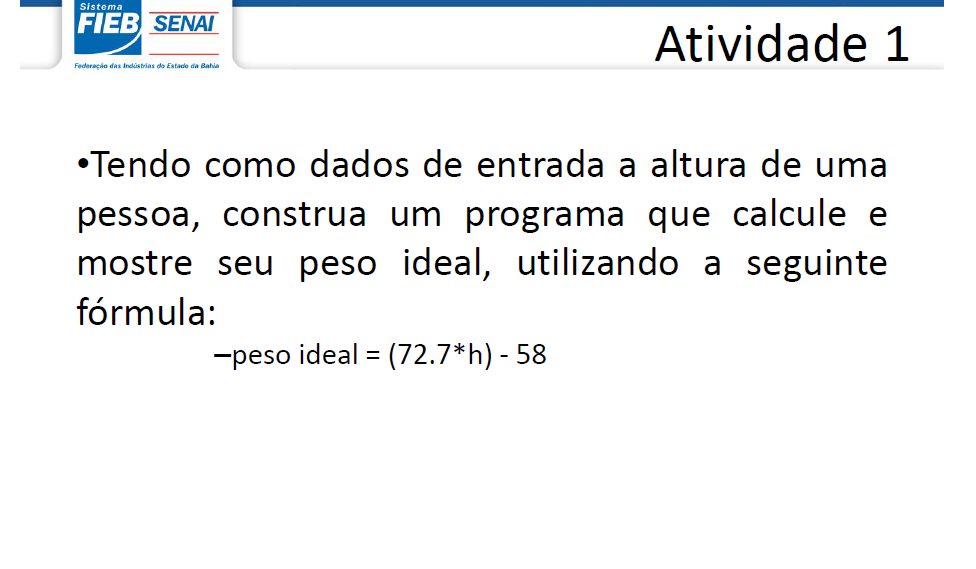 Sistema
FIEB SENAI
Federação das Indústrias do Estado da Bahia
Atividade 1
•Tendo como dados de entrada a altura de uma
pessoa, construa um programa que calcule e
mostre seu peso ideal, utilizando a seguinte
fórmula:
–peso ideal = (72.7*h) - 58